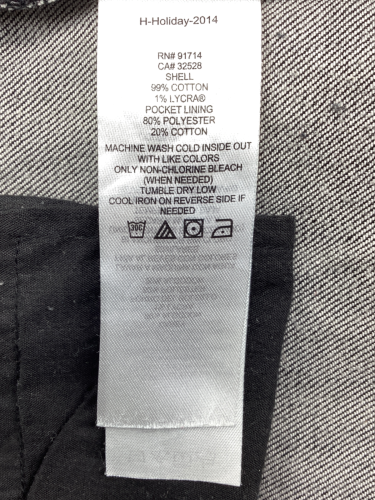 H-Holiday-2014
RN# 91714
CA# 32528
SHELL
99% COTTON
1% LYCRA®
POCKET LINING
80% POLYESTER
20% COTTON
MACHINE WASH COLD INSIDE OUT
WITH LIKE COLORS
ONLY NON-CHLORINE BLEACH
(WHEN NEEDED)
TUMBLE DRY LOW
COOL IRON ON REVERSE SIDE IF
NEEDED
30C